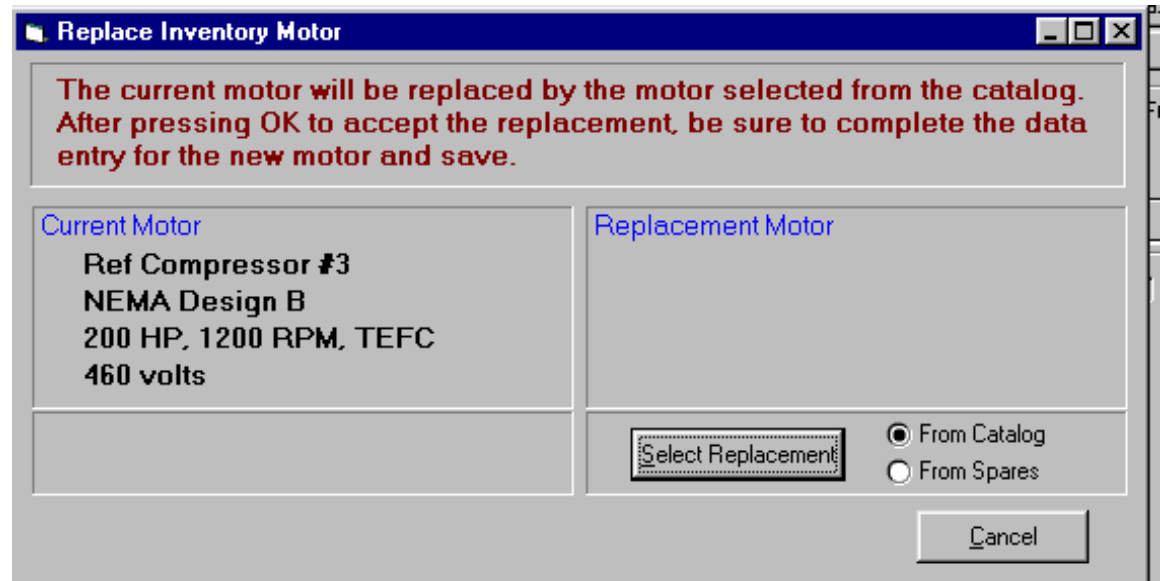 Replace Inventory Motor
The current motor will be replaced by the motor selected from the catalog.
After pressing OK to accept the replacement, be sure to complete the data
entry for the new motor and save.
Current Motor
Ref Compressor #3
NEMA Design B
200 HP, 1200 RPM, TEFC
460 volts
Replacement Motor
Select Replacement
From Catalog
From Spares
Cancel